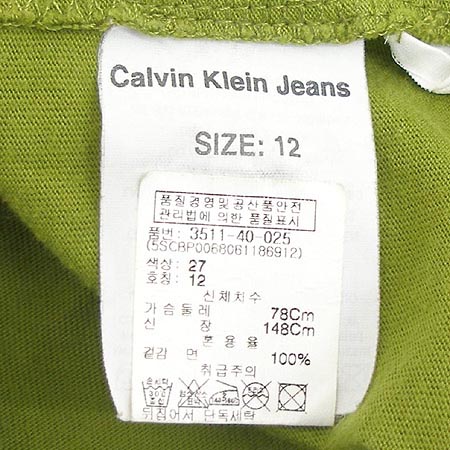 Calvin Klein Jeans
SIZE: 12
품질경영및공산품안전
관리법에 의한 품질표시
품번: 3511-40-025
(5SCBP0068061186912)
색상: 27
호칭: 12
신체치수
가슴둘레 78Cm
신 장 148Cm
혼용율
겉감 면 100%
취급주의
뒤집어서 단독세탁